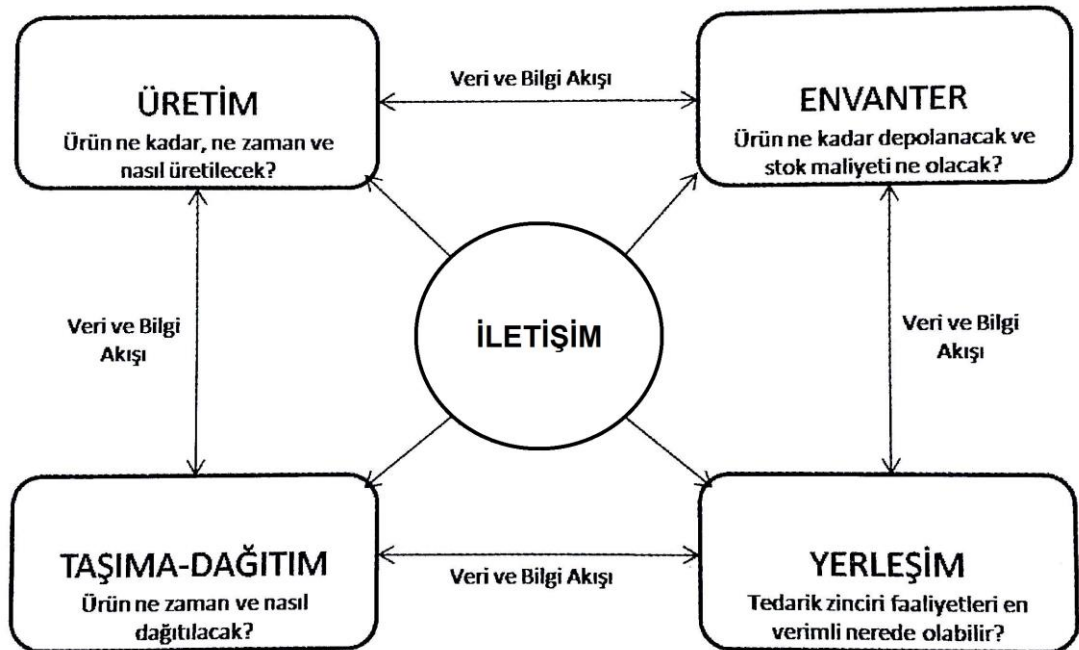 ÜRETİM
Ürün ne kadar, ne zaman ve
nasıl üretilecek?
Veri ve Bilgi Akışı
ENVANTER
Ürün ne kadar depolanacak ve
stok maliyeti ne olacak?
Veri ve Bilgi
Akışı
İLETİŞİM
Veri ve Bilgi
Akışı
TAŞIMA-DAĞITIM
Ürün ne zaman ve nasıl
dağıtılacak?
Veri ve Bilgi Akışı
YERLEŞİM
Tedarik zinciri faaliyetleri en
verimli nerede olabilir?